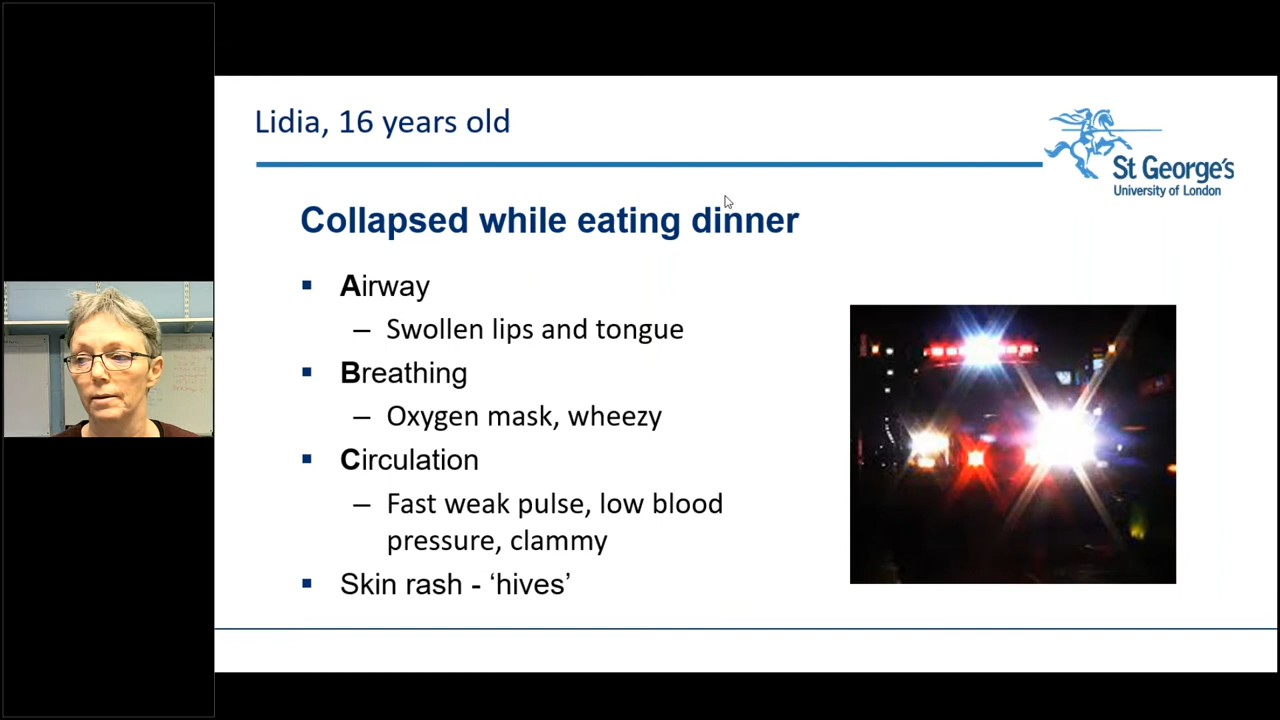 Lidia, 16 years old
St George's
University of London
Collapsed while eating dinner
Airway
– Swollen lips and tongue
Breathing
– Oxygen mask, wheezy
Circulation
– Fast weak pulse, low blood
pressure, clammy
Skin rash - ‘hives’